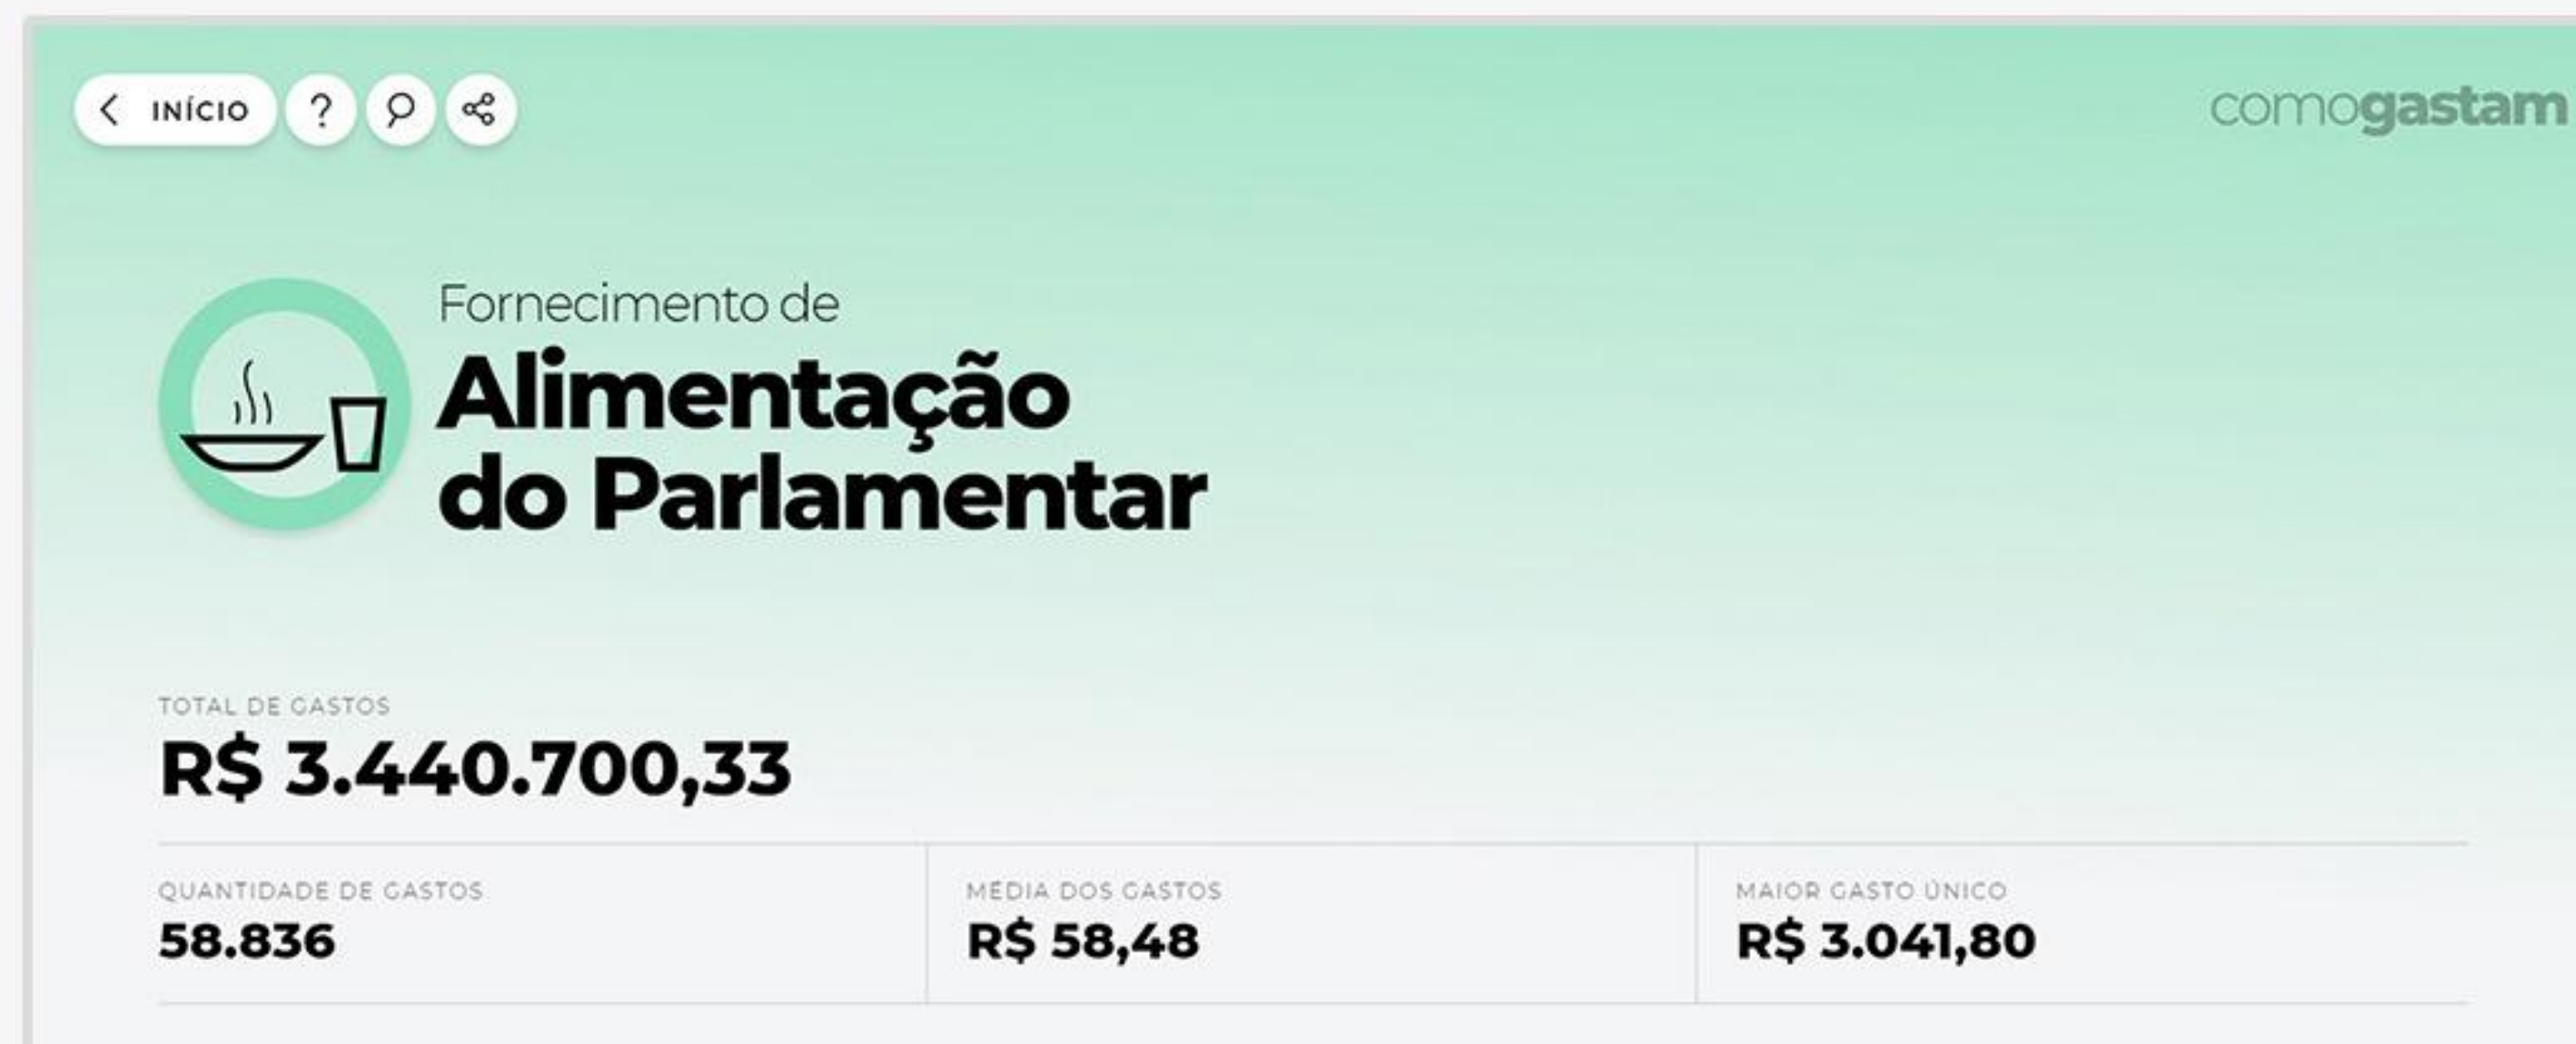 INÍCIO ?
comogastam
Fornecimento de
Alimentação
do Parlamentar
TOTAL DE GASTOS
R$ 3.440.700,33
QUANTIDADE DE GASTOS
58.836
MÉDIA DOS GASTOS
R$ 58,48
MAIOR GASTO ÚNICO
R$ 3.041,80